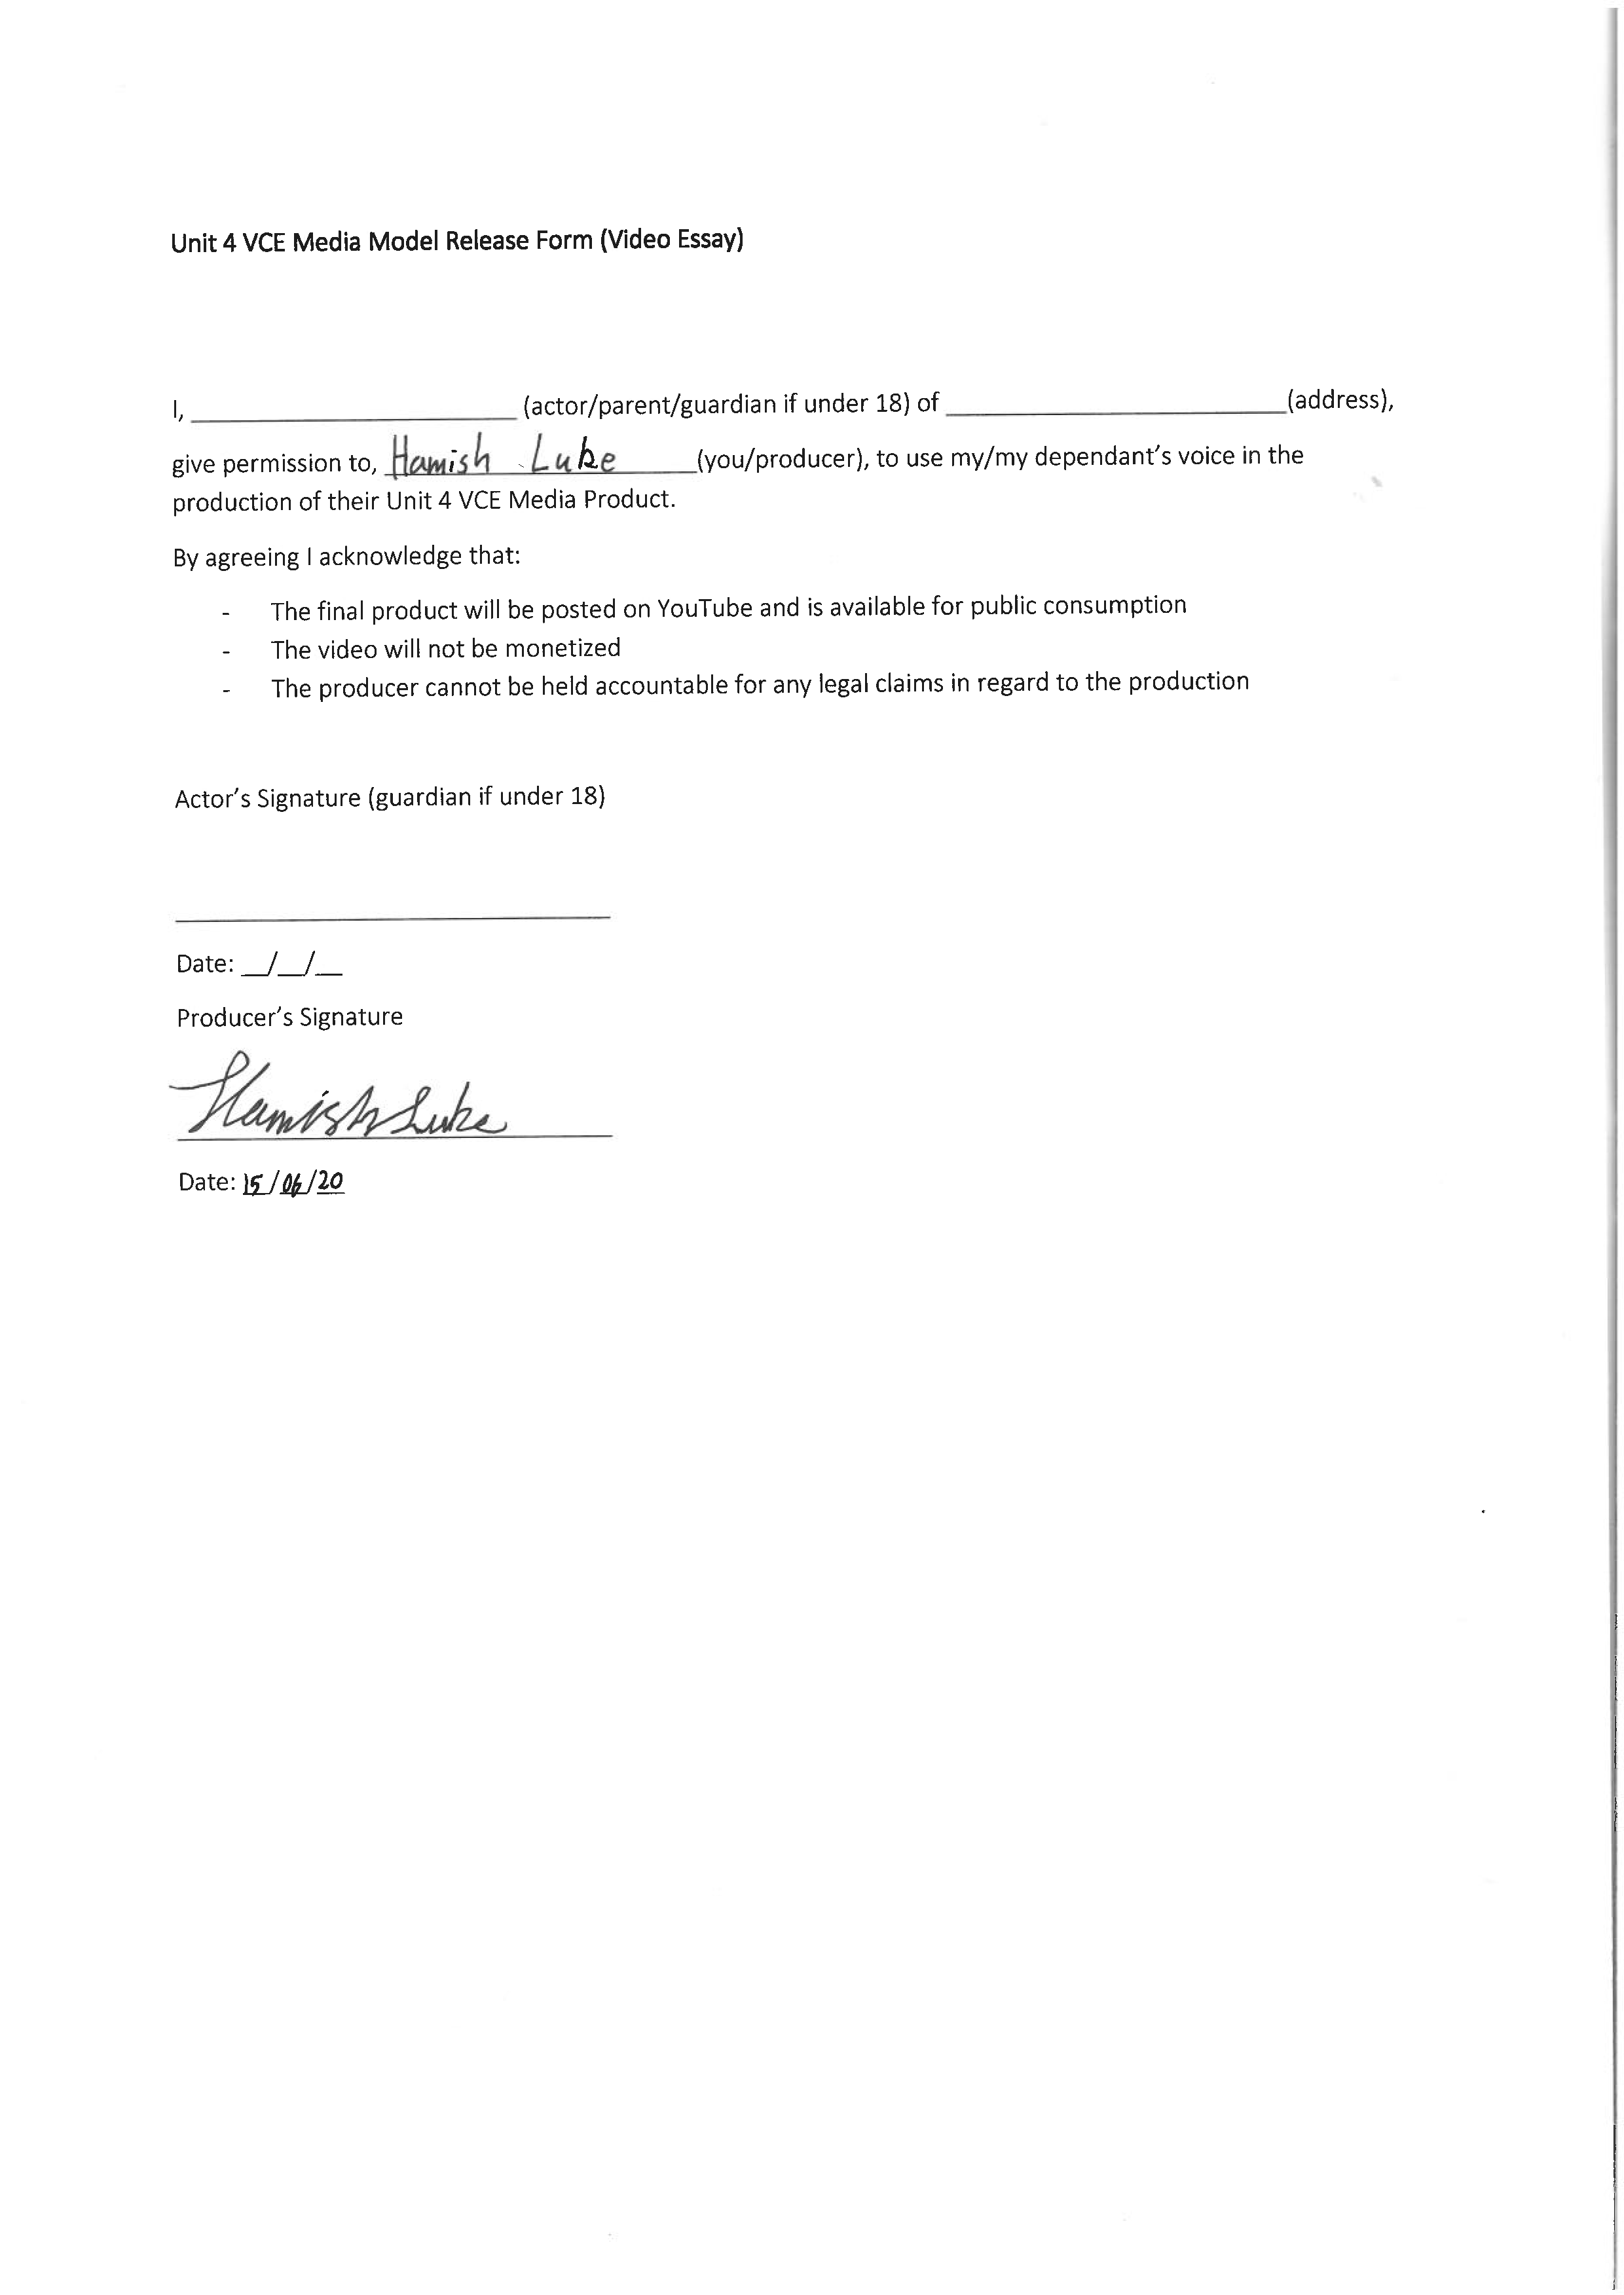 Unit 4 VCE Media Model Release Form (Video Essay)
I, _________________________ (actor/parent/guardian if under 18) of __________________________(address),
give permission to, Hamish Luke (you/producer), to use my/my dependant's voice in the
production of their Unit 4 VCE Media Product.
By agreeing I acknowledge that:
- The final product will be posted on YouTube and is available for public consumption
- The video will not be monetized
- The producer cannot be held accountable for any legal claims in regard to the production
Actor's Signature (guardian if under 18)
Date: __/__/__
Producer's Signature
Hamish Luke
Date: 15/06/20